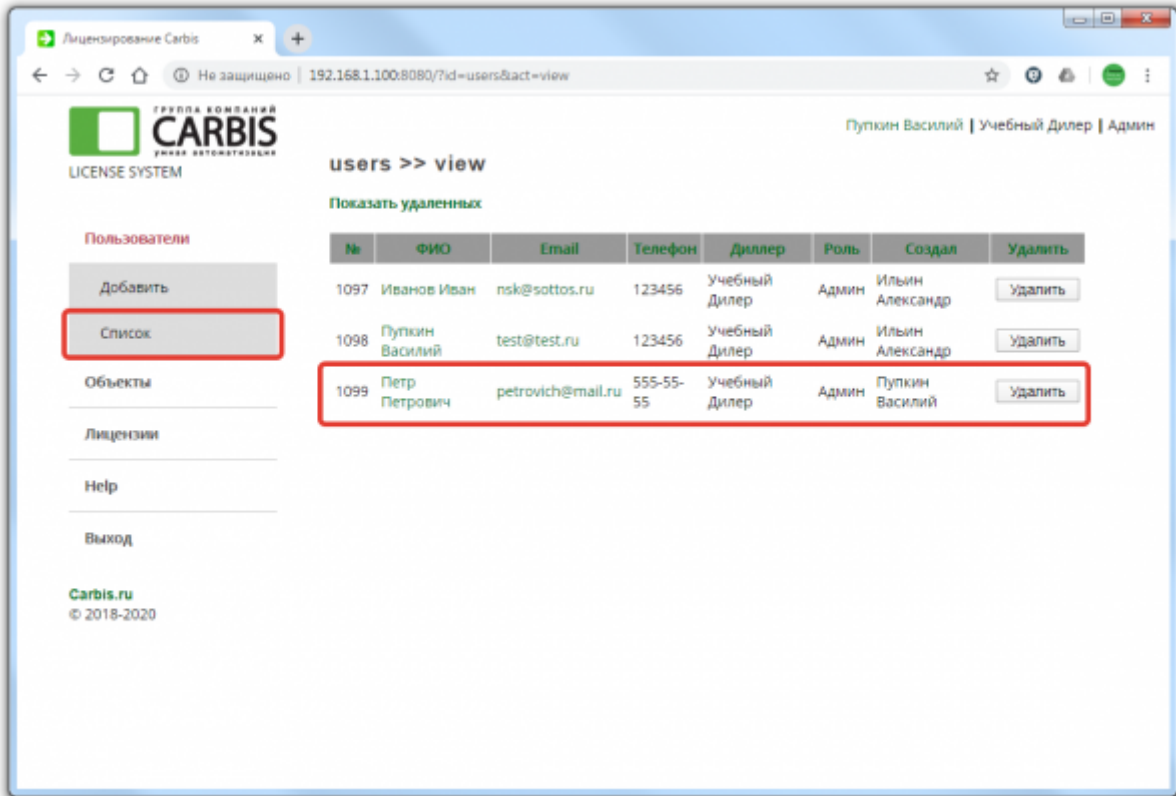 Лицензирование Carbis
Не защищено | 192.168.1.100:8080/?id=users&act=view
ГРУППА КОМПАНИЙ
CARBIS
умная автоматизация
LICENSE SYSTEM
Пупкин Василий | Учебный Дилер | Админ
users >> view
Показать удаленных
Пользователи
Добавить
Список
Объекты
Лицензии
Help
Выход
Carbis.ru
© 2018-2020
№ ФИО Email Телефон Диллер Роль Создал Удалить
1097 Иванов Иван nsk@sottos.ru 123456 Учебный Дилер Админ Ильин Александр Удалить
1098 Пупкин Василий test@test.ru 123456 Учебный Дилер Админ Ильин Александр Удалить
1099 Петр Петрович petrovich@mail.ru 555-55-55 Учебный Дилер Админ Пупкин Василий Удалить